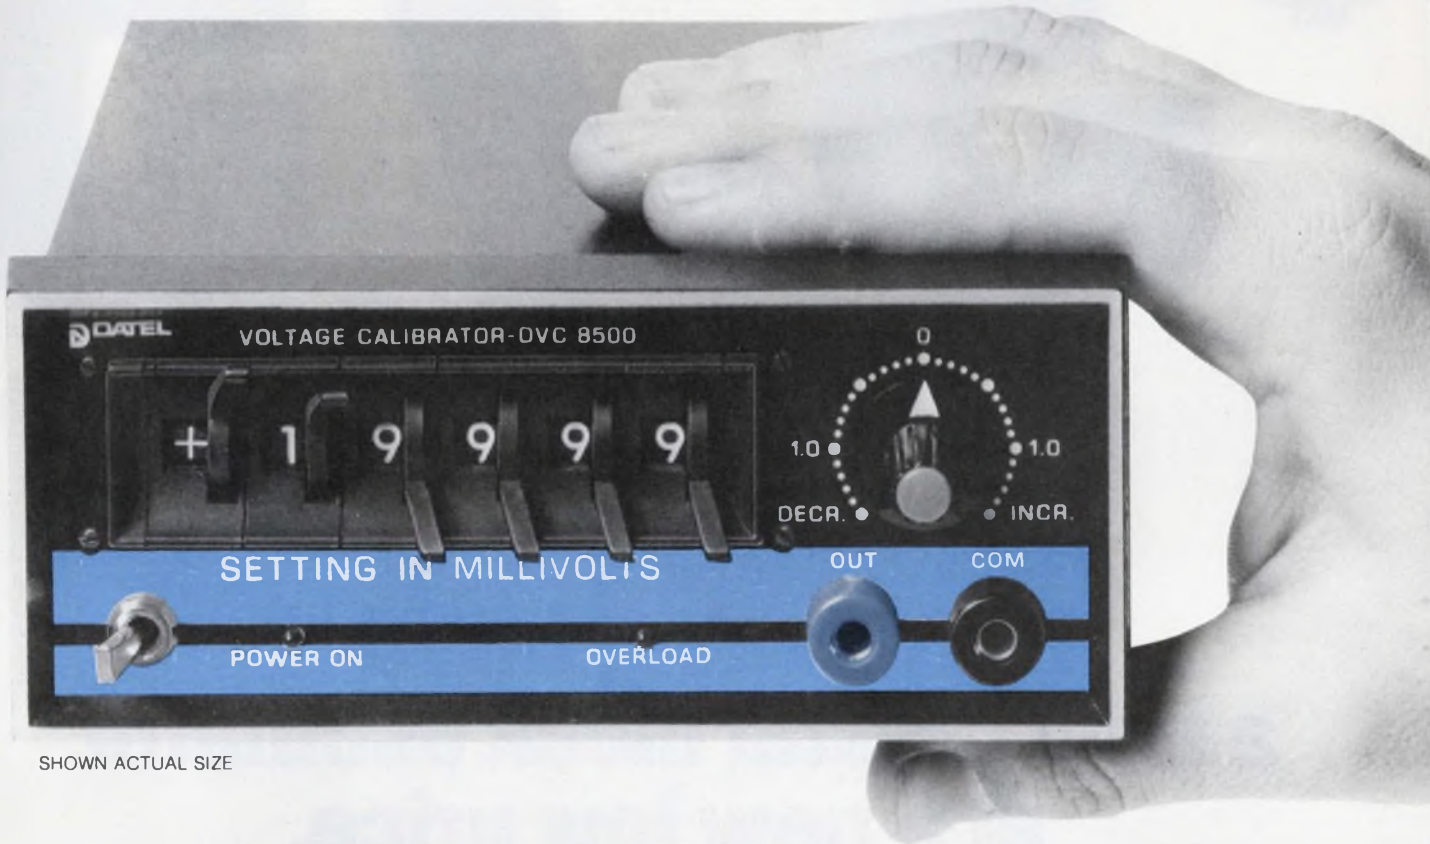 DATEL
VOLTAGE CALIBRATOR-DVC 8500
+ 1 9 9 9 9
0
1.0 1.0
DECR. INCR.
SETTING IN MILLIVOLTS
OUT COM
POWER ON OVERLOAD
SHOWN ACTUAL SIZE